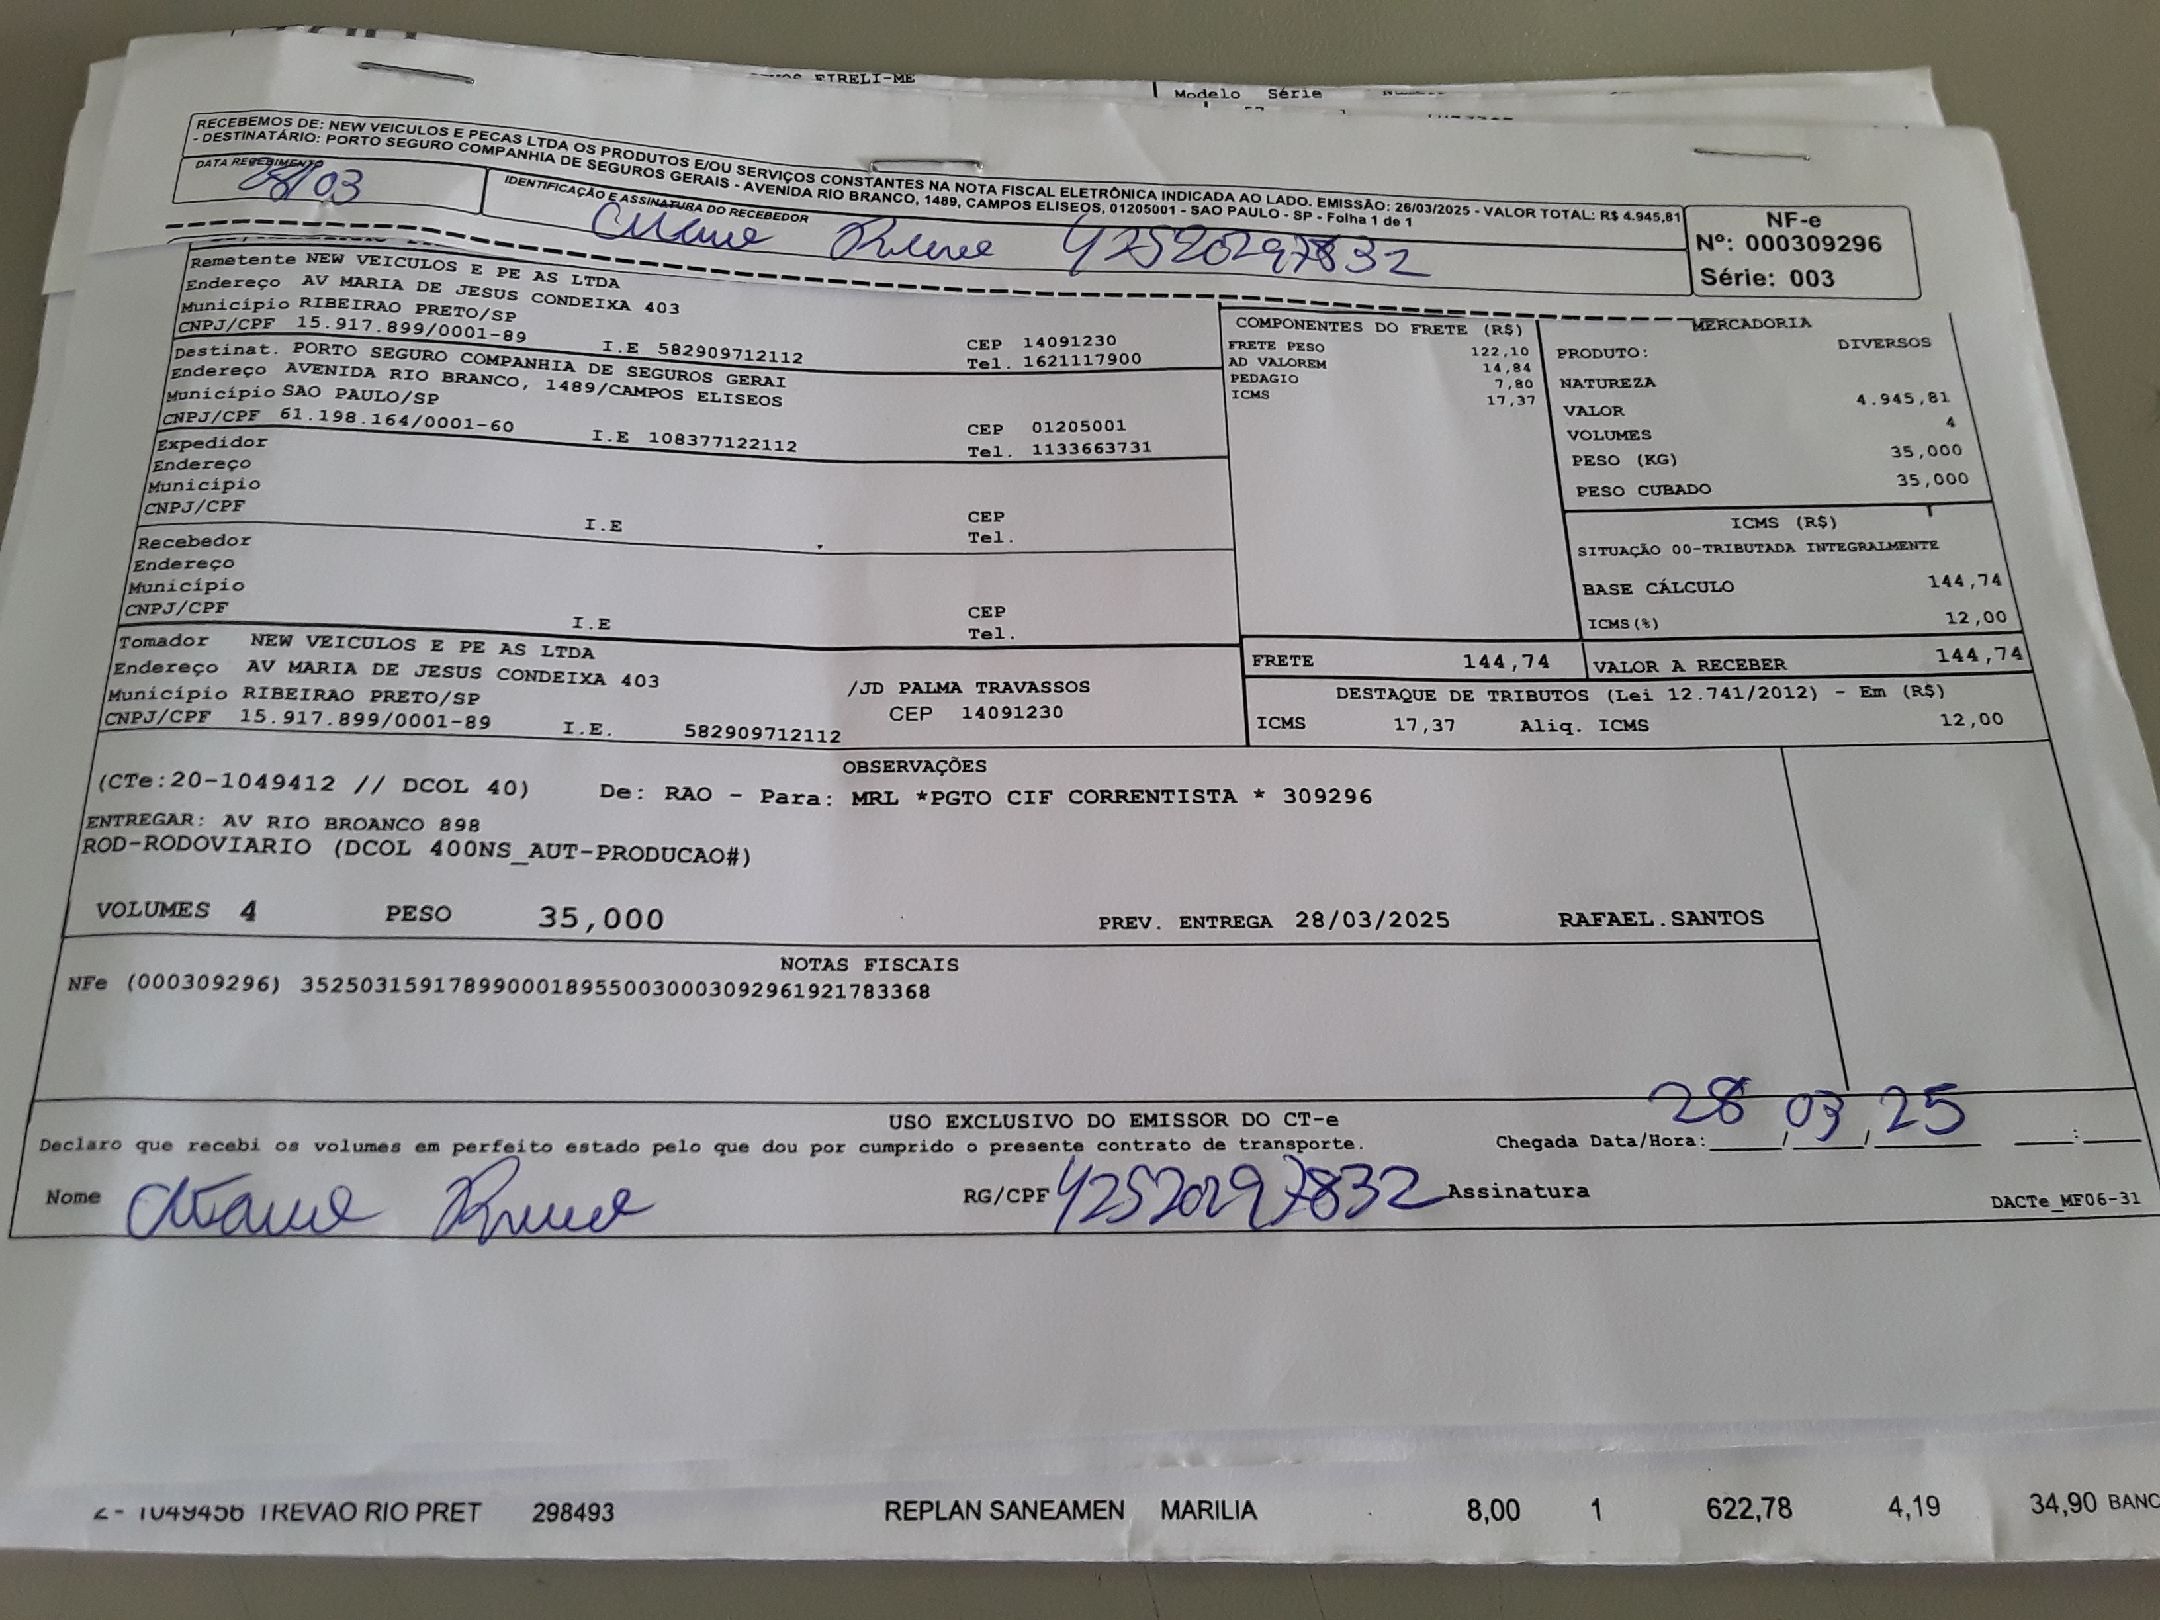 EIRELI-ME
Modelo Série
RECEBEMOS DE: NEW VEICULOS E PECAS LTDA OS PRODUTOS E/OU SERVIÇOS CONSTANTES NA NOTA FISCAL ELETRÔNICA INDICADA AO LADO. EMISSÃO: 26/03/2025 - VALOR TOTAL: R$ 4.945,81
- DESTINATÁRIO: PORTO SEGURO COMPANHIA DE SEGUROS GERAIS - AVENIDA RIO BRANCO, 1489, CAMPOS ELISEOS, 01205001 - SAO PAULO - SP - Folha 1 de 1
DATA RECEBIMENTO
28/03
IDENTIFICAÇÃO E ASSINATURA DO RECEBEDOR
42520297832
NF-e
Nº: 000309296
Série: 003
Remetente NEW VEICULOS E PE AS LTDA
Endereço AV MARIA DE JESUS CONDEIXA 403
Município RIBEIRAO PRETO/SP
CNPJ/CPF 15.917.899/0001-89 I.E 582909712112
CEP 14091230
Tel. 1621117900
Destinat. PORTO SEGURO COMPANHIA DE SEGUROS GERAI
Endereço AVENIDA RIO BRANCO, 1489/CAMPOS ELISEOS
Município SAO PAULO/SP
CNPJ/CPF 61.198.164/0001-60 I.E 108377122112
CEP 01205001
Tel. 1133663731
Expedidor
Endereço
Município
CNPJ/CPF I.E
CEP
Tel.
Recebedor
Endereço
Município
CNPJ/CPF I.E
CEP
Tel.
Tomador NEW VEICULOS E PE AS LTDA
Endereço AV MARIA DE JESUS CONDEIXA 403 /JD PALMA TRAVASSOS
Município RIBEIRAO PRETO/SP CEP 14091230
CNPJ/CPF 15.917.899/0001-89 I.E. 582909712112
COMPONENTES DO FRETE (R$)
FRETE PESO 122,10
AD VALOREM 14,84
PEDAGIO 7,80
ICMS 17,37
MERCADORIA
PRODUTO: DIVERSOS
NATUREZA
VALOR 4.945,81
VOLUMES 4
PESO (KG) 35,000
PESO CUBADO 35,000
ICMS (R$)
SITUAÇÃO 00-TRIBUTADA INTEGRALMENTE
BASE CÁLCULO 144,74
ICMS(%) 12,00
FRETE 144,74 VALOR A RECEBER 144,74
DESTAQUE DE TRIBUTOS (Lei 12.741/2012) - Em (R$)
ICMS 17,37 Aliq. ICMS 12,00
OBSERVAÇÕES
(CTe:20-1049412 // DCOL 40) De: RAO - Para: MRL *PGTO CIF CORRENTISTA * 309296
ENTREGAR: AV RIO BROANCO 898
ROD-RODOVIARIO (DCOL 400NS_AUT-PRODUCAO#)
VOLUMES 4 PESO 35,000 PREV. ENTREGA 28/03/2025 RAFAEL.SANTOS
NOTAS FISCAIS
NFe (000309296) 35250315917899000189550030003092961921783368
USO EXCLUSIVO DO EMISSOR DO CT-e
Declaro que recebi os volumes em perfeito estado pelo que dou por cumprido o presente contrato de transporte.
Chegada Data/Hora: 28/03/25 :
Nome RG/CPF 42520297832 Assinatura
DACTe_MF06-31
2 - 1049456 TREVAO RIO PRET 298493 REPLAN SANEAMEN MARILIA 8,00 1 622,78 4,19 34,90 BANC